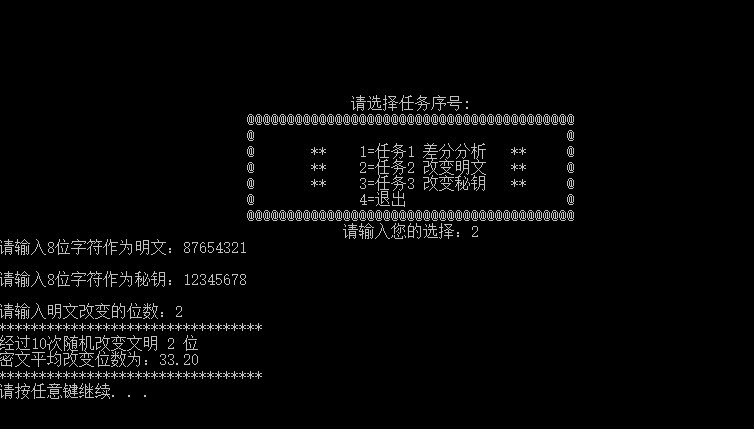 请选择任务序号:
@@@@@@@@@@@@@@@@@@@@@@@@@@@@@@@@@@@@@@@@@
@ @
@ ** 1=任务1 差分分析 ** @
@ ** 2=任务2 改变明文 ** @
@ ** 3=任务3 改变秘钥 ** @
@ 4=退出 @
@@@@@@@@@@@@@@@@@@@@@@@@@@@@@@@@@@@@@@@@@
请输入您的选择：2
请输入8位字符作为明文：87654321
请输入8位字符作为秘钥：12345678
请输入明文改变的位数：2
*********************************
经过10次随机改变文明 2 位
密文平均改变位数为：33.20
*********************************
请按任意键继续. . .